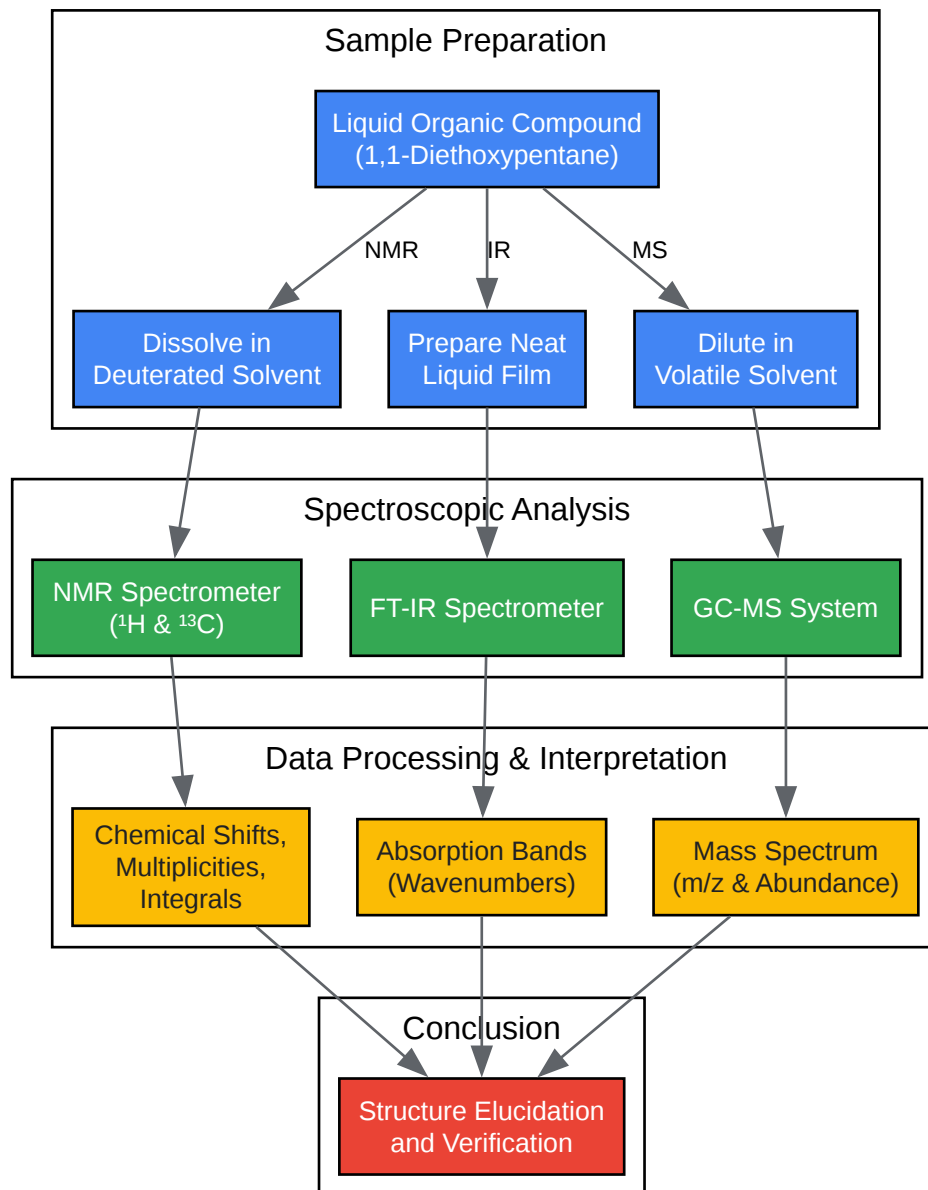 Sample Preparation
Liquid Organic Compound
(1,1-Diethoxypentane)
NMR
IR
MS
Dissolve in
Deuterated Solvent
Prepare Neat
Liquid Film
Dilute in
Volatile Solvent
Spectroscopic Analysis
NMR Spectrometer
(¹H & ¹³C)
FT-IR Spectrometer
GC-MS System
Data Processing & Interpretation
Chemical Shifts,
Multiplicities,
Integrals
Absorption Bands
(Wavenumbers)
Mass Spectrum
(m/z & Abundance)
Conclusion
Structure Elucidation
and Verification